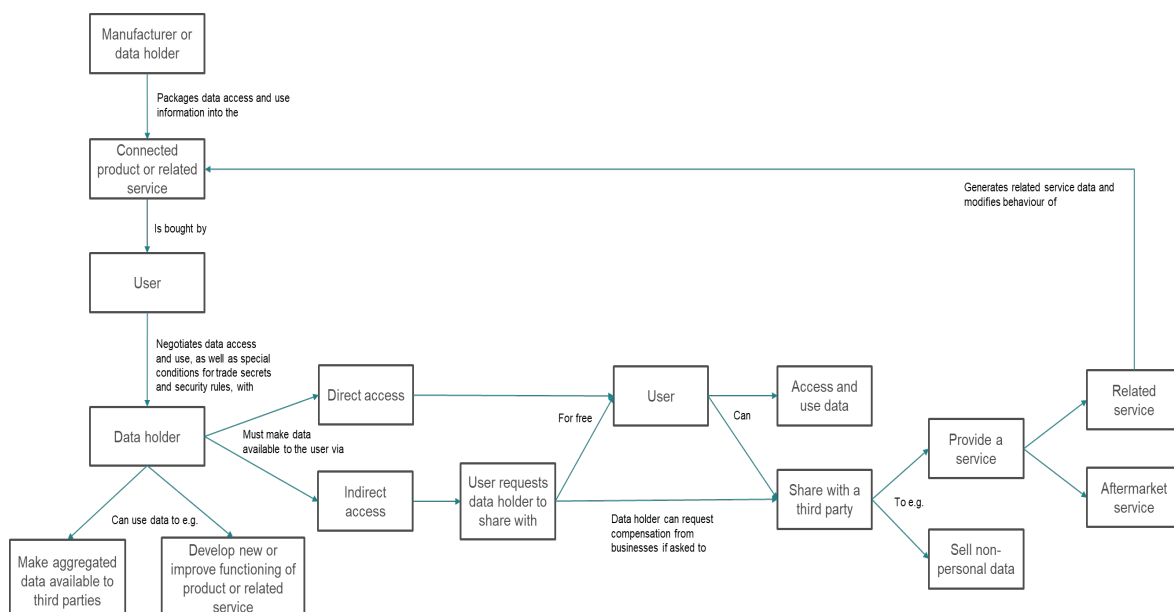 Manufacturer or
data holder
Packages data access and use
information into the
Connected
product or related
service
Generates related service data and
modifies behaviour of
Is bought by
User
Negotiates data access
and use, as well as special
conditions for trade secrets
and security rules, with
Data holder
Must make data
available to the user via
Direct access
Indirect
access
User requests
data holder to
share with
For free
User
Can
Access and
use data
Data holder can request
compensation from
businesses if asked to
Share with a
third party
To e.g.
Provide a
service
Sell non-
personal data
Related
service
Aftermarket
service
Can use data to e.g.
Make aggregated
data available to
third parties
Develop new or
improve functioning of
product or related
service